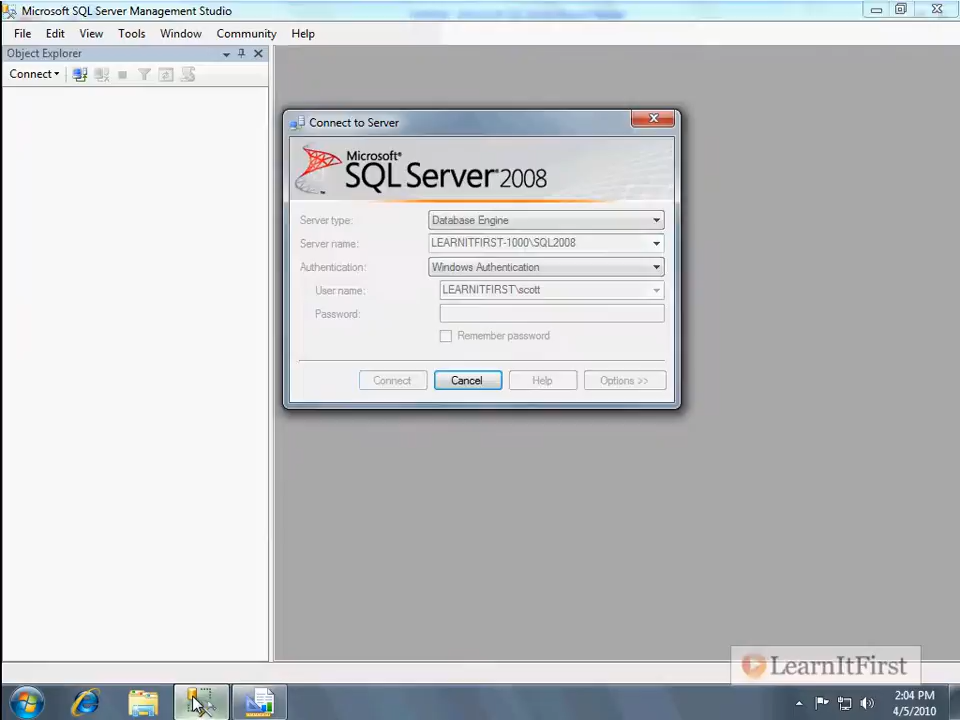 Microsoft SQL Server Management Studio
File Edit View Tools Window Community Help
Object Explorer
Connect
Connect to Server
Microsoft®
SQL Server® 2008
Server type: Database Engine
Server name: LEARNITFIRST-1000\SQL2008
Authentication: Windows Authentication
User name: LEARNITFIRST\scott
Password:
Remember password
Connect Cancel Help Options >>
LearnItFirst
2:04 PM
4/5/2010